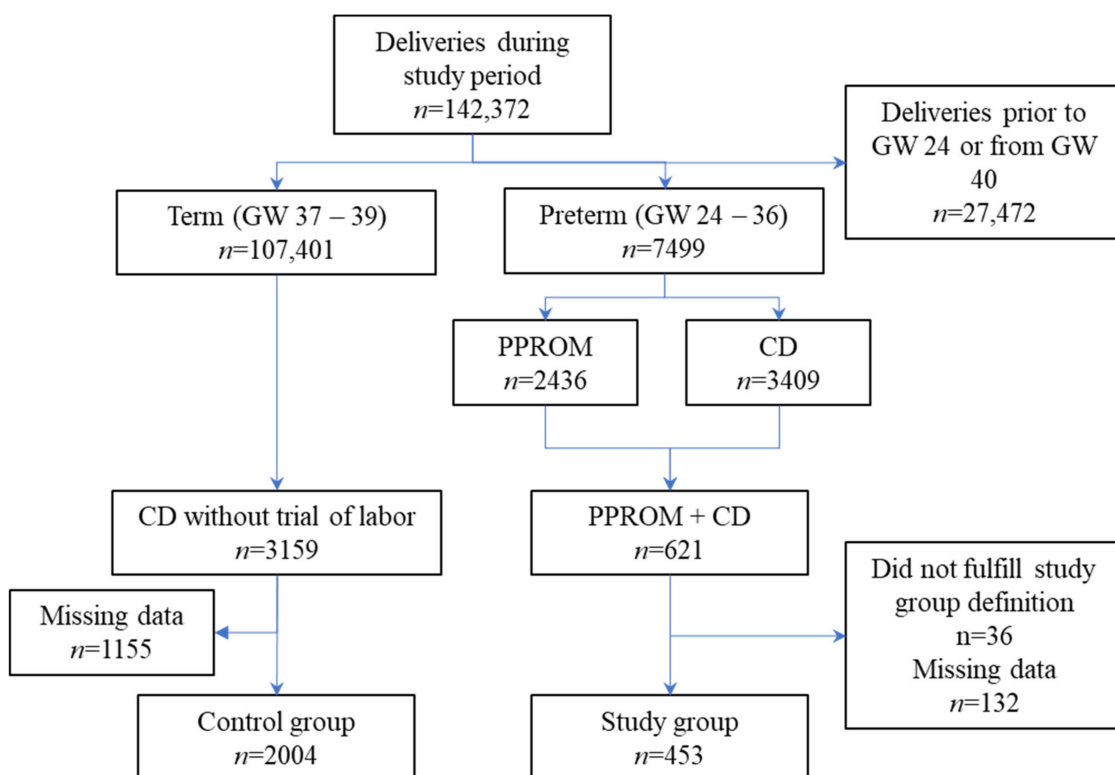 Deliveries during
study period
n=142,372
Deliveries prior to
GW 24 or from GW
40
n=27,472
Term (GW 37 – 39)
n=107,401
Preterm (GW 24 – 36)
n=7499
PPROM
n=2436
CD
n=3409
CD without trial of labor
n=3159
PPROM + CD
n=621
Missing data
n=1155
Did not fulfill study
group definition
n=36
Missing data
n=132
Control group
n=2004
Study group
n=453